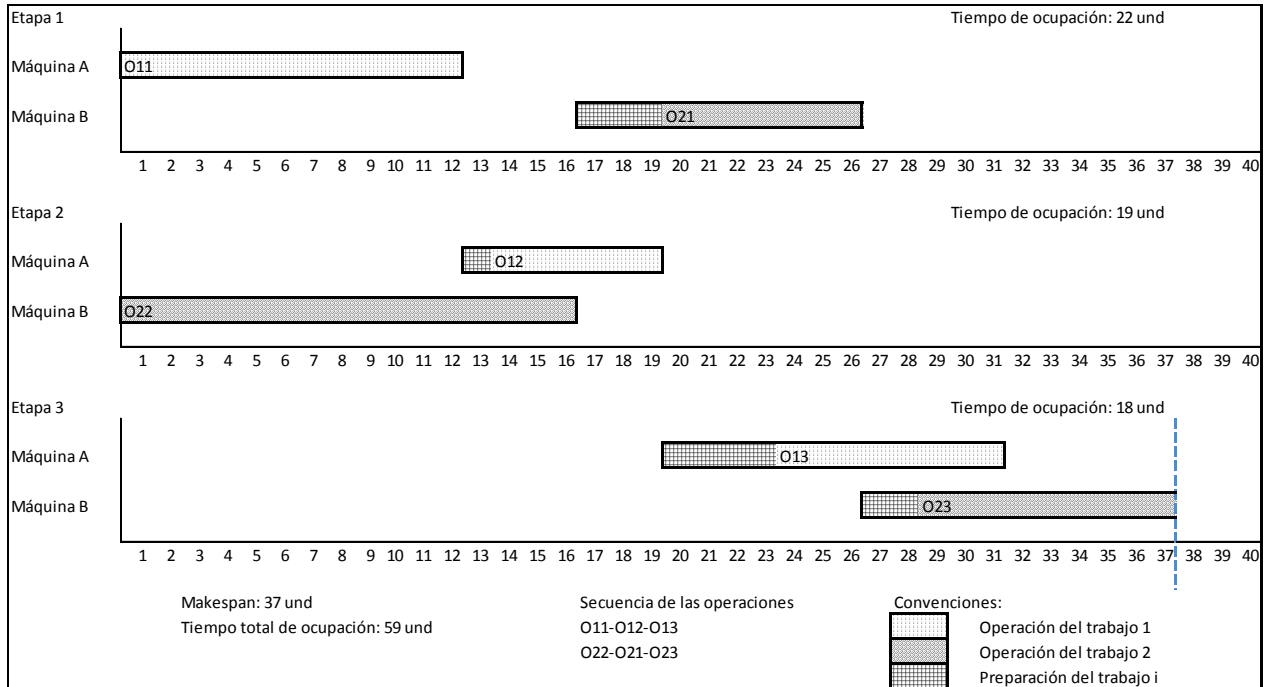 Etapa 1 Tiempo de ocupación: 22 und
Máquina A O11
Máquina B O21
1 2 3 4 5 6 7 8 9 10 11 12 13 14 15 16 17 18 19 20 21 22 23 24 25 26 27 28 29 30 31 32 33 34 35 36 37 38 39 40
Etapa 2 Tiempo de ocupación: 19 und
Máquina A O12
Máquina B O22
1 2 3 4 5 6 7 8 9 10 11 12 13 14 15 16 17 18 19 20 21 22 23 24 25 26 27 28 29 30 31 32 33 34 35 36 37 38 39 40
Etapa 3 Tiempo de ocupación: 18 und
Máquina A O13
Máquina B O23
1 2 3 4 5 6 7 8 9 10 11 12 13 14 15 16 17 18 19 20 21 22 23 24 25 26 27 28 29 30 31 32 33 34 35 36 37 38 39 40
Makespan: 37 und Secuencia de las operaciones Convenciones:
Tiempo total de ocupación: 59 und O11-O12-O13 Operación del trabajo 1
O22-O21-O23 Operación del trabajo 2
Preparación del trabajo i